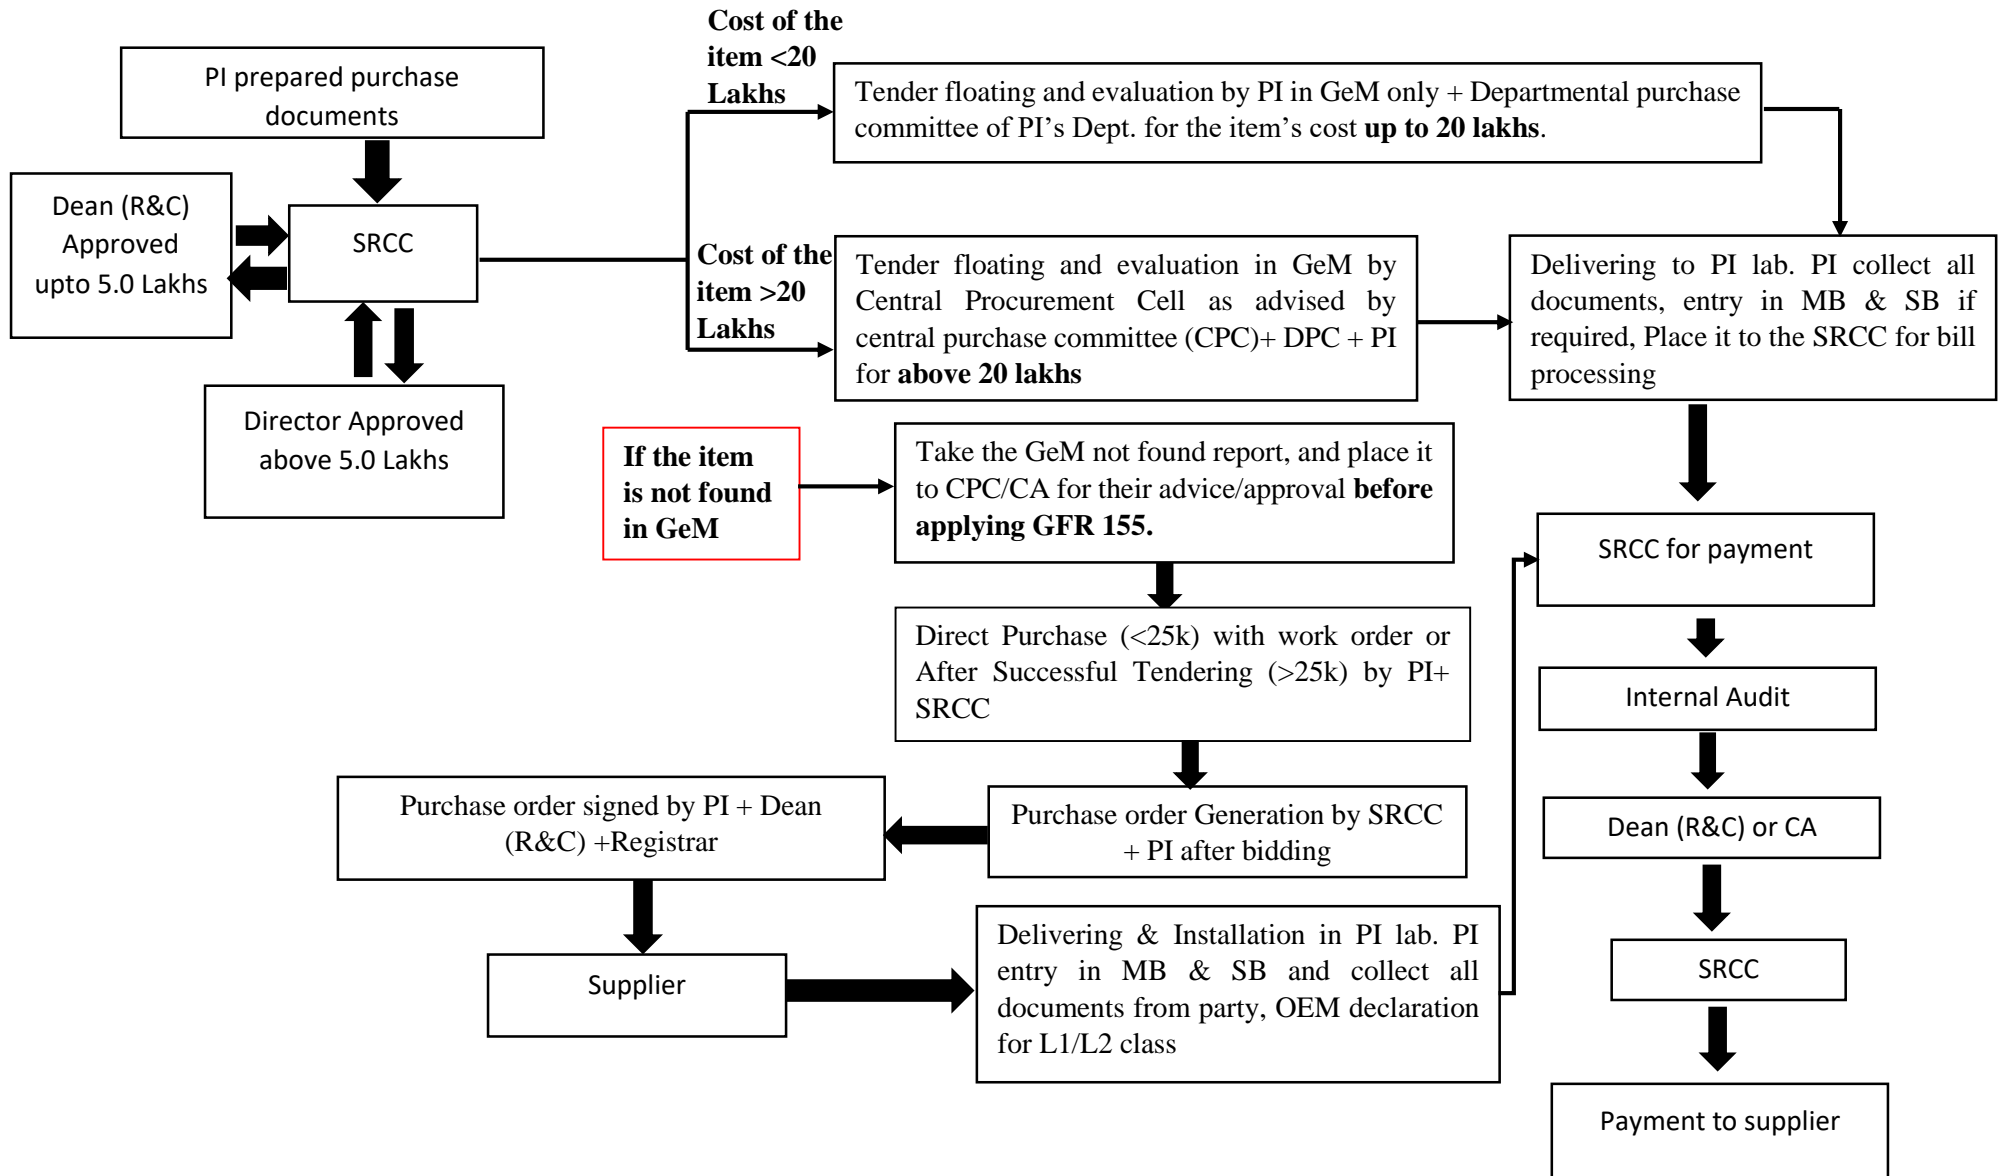 PI prepared purchase
documents
Dean (R&C)
Approved
upto 5.0 Lakhs
SRCC
Director Approved
above 5.0 Lakhs
Cost of the
item <20
Lakhs
Tender floating and evaluation by PI in GeM only + Departmental purchase
committee of PI’s Dept. for the item’s cost up to 20 lakhs.
Cost of the
item >20
Lakhs
Tender floating and evaluation in GeM by
Central Procurement Cell as advised by
central purchase committee (CPC)+ DPC + PI
for above 20 lakhs
Delivering to PI lab. PI collect all
documents, entry in MB & SB if
required, Place it to the SRCC for bill
processing
If the item
is not found
in GeM
Take the GeM not found report, and place it
to CPC/CA for their advice/approval before
applying GFR 155.
Direct Purchase (<25k) with work order or
After Successful Tendering (>25k) by PI+
SRCC
Purchase order Generation by SRCC
+ PI after bidding
Purchase order signed by PI + Dean
(R&C) +Registrar
Supplier
Delivering & Installation in PI lab. PI
entry in MB & SB and collect all
documents from party, OEM declaration
for L1/L2 class
SRCC for payment
Internal Audit
Dean (R&C) or CA
SRCC
Payment to supplier